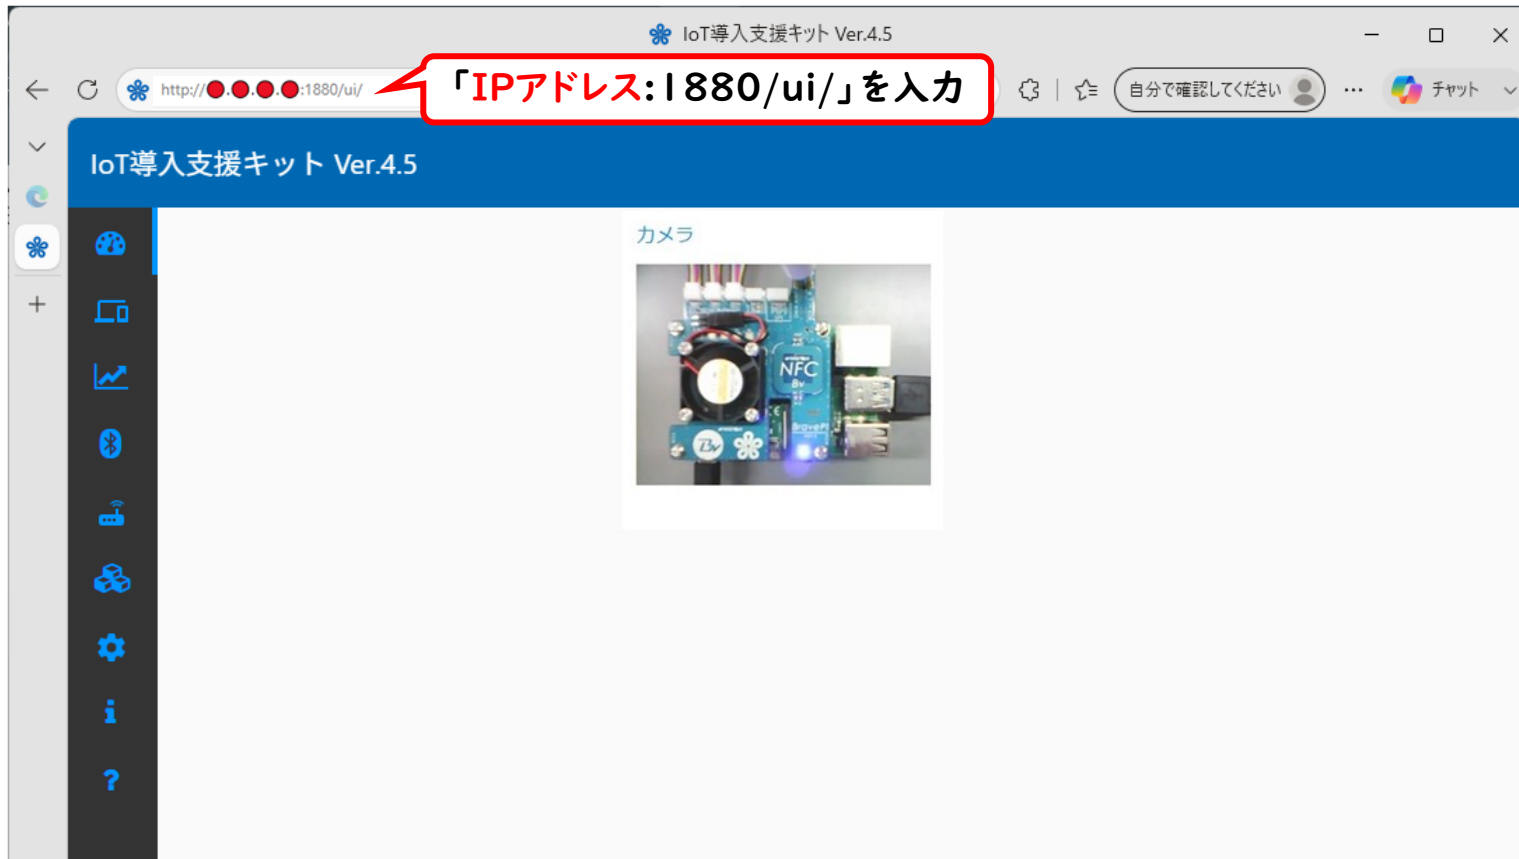 IoT導入支援キット Ver.4.5
http://●.●.●.●:1880/ui/
「IPアドレス:1880/ui/」を入力
自分で確認してください
チャット
IoT導入支援キット Ver.4.5
カメラ
NFC
Bv
BravePI